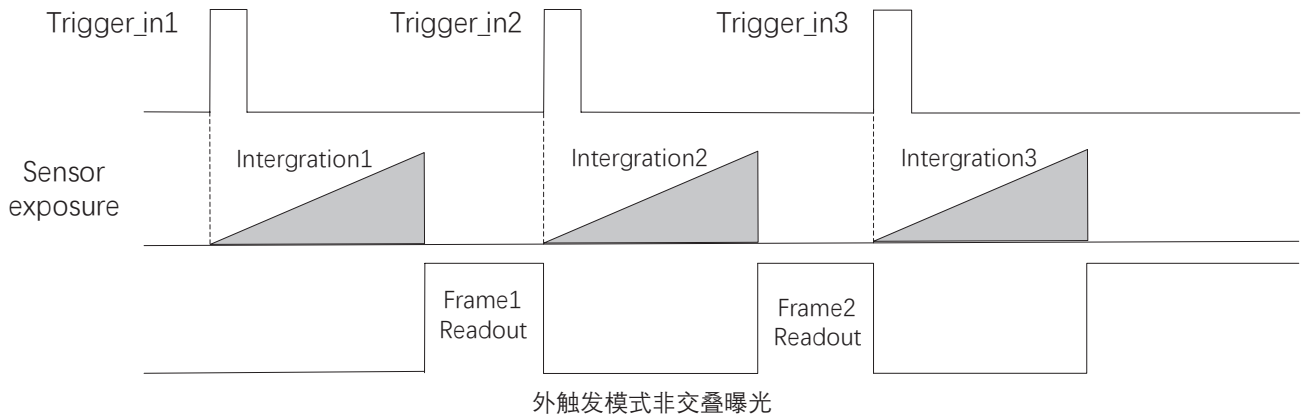 Trigger_in1
Trigger_in2
Trigger_in3
Sensor
exposure
Intergration1
Intergration2
Intergration3
Frame1
Readout
Frame2
Readout
外触发模式非交叠曝光